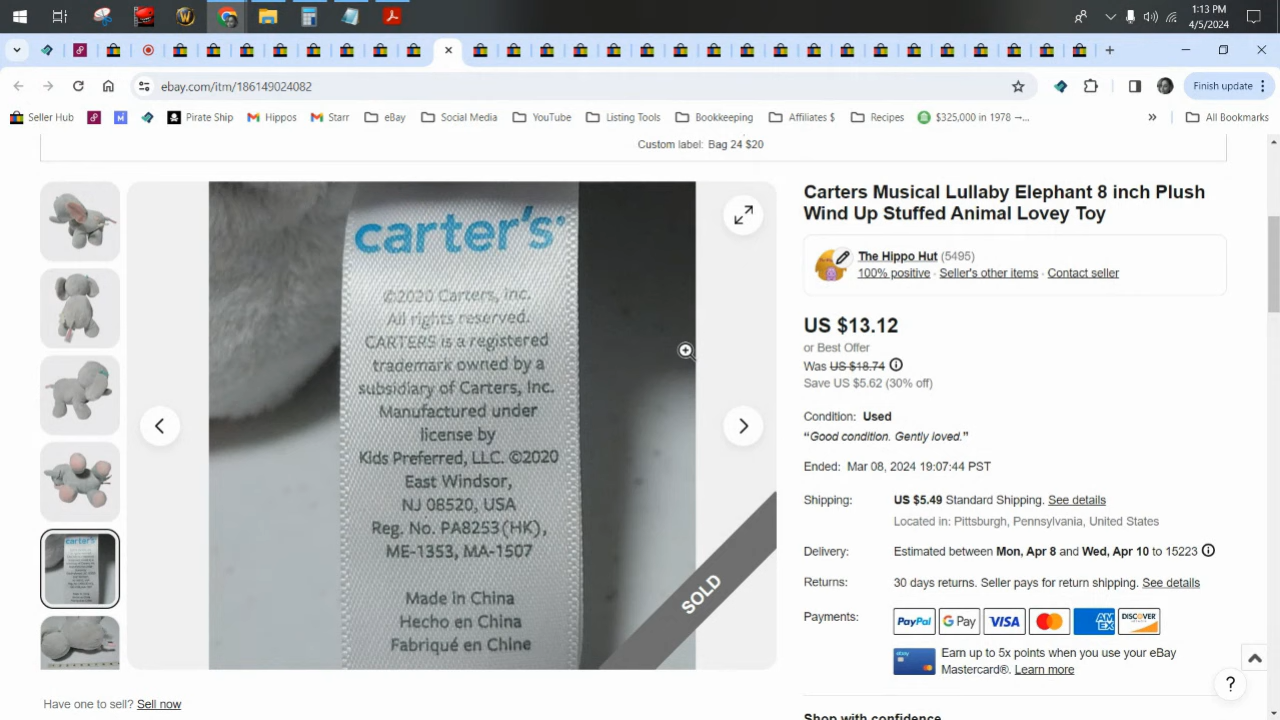 1:13 PM
4/5/2024
ebay.com/itm/186149024082
Finish update
Seller Hub
Pirate Ship
Hippos
Starr
eBay
Social Media
YouTube
Listing Tools
Bookkeeping
Affiliates $
Recipes
$325,000 in 1978 →...
»
All Bookmarks
Custom label: Bag 24 $20
carter's®
©2020 Carters, Inc.
All rights reserved.
CARTERS is a registered
trademark owned by a
subsidiary of Carters, Inc.
Manufactured under
license by
Kids Preferred, LLC. ©2020
East Windsor,
NJ 08520, USA
Reg. No. PA8253(HK),
ME-1353, MA-1507
Made in China
Hecho en China
Fabriqué en Chine
SOLD
carter's
Have one to sell? Sell now
Carters Musical Lullaby Elephant 8 inch Plush
Wind Up Stuffed Animal Lovey Toy
The Hippo Hut (5495)
100% positive · Seller's other items · Contact seller
US $13.12
or Best Offer
Was US $18.74
Save US $5.62 (30% off)
Condition: Used
“Good condition. Gently loved.”
Ended: Mar 08, 2024 19:07:44 PST
Shipping: US $5.49 Standard Shipping. See details
Located in: Pittsburgh, Pennsylvania, United States
Delivery: Estimated between Mon, Apr 8 and Wed, Apr 10 to 15223
Returns: 30 days returns. Seller pays for return shipping. See details
Payments: PayPal G Pay VISA AM EX DISCOVER
Earn up to 5x points when you use your eBay
Mastercard®. Learn more
?
Shop with confidence